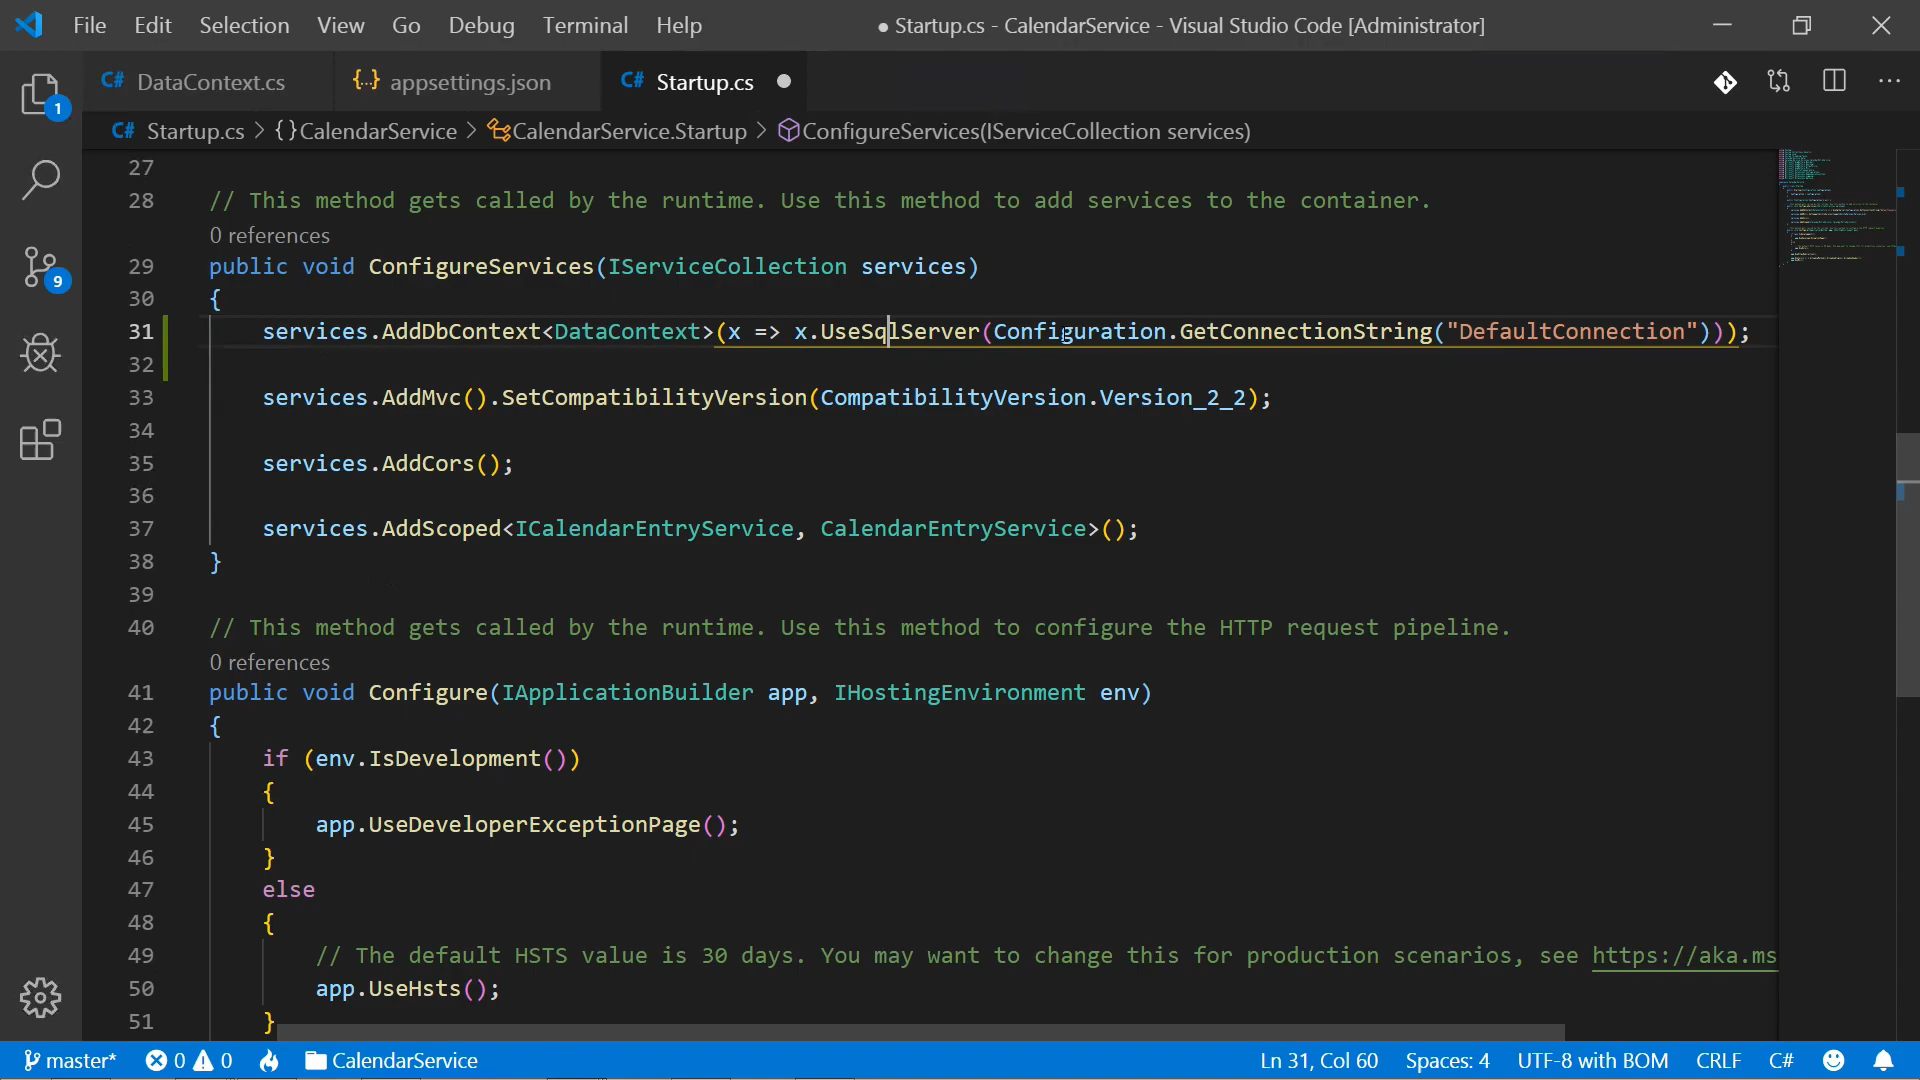 File Edit Selection View Go Debug Terminal Help ● Startup.cs - CalendarService - Visual Studio Code [Administrator]
C# DataContext.cs {..} appsettings.json C# Startup.cs ●
1
C# Startup.cs > {} CalendarService > CalendarService.Startup > ConfigureServices(IServiceCollection services)
27
28 // This method gets called by the runtime. Use this method to add services to the container.
0 references
29 public void ConfigureServices(IServiceCollection services)
9
30 {
31 services.AddDbContext<DataContext>(x => x.UseSqlServer(Configuration.GetConnectionString("DefaultConnection")));
32
33 services.AddMvc().SetCompatibilityVersion(CompatibilityVersion.Version_2_2);
34
35 services.AddCors();
36
37 services.AddScoped<ICalendarEntryService, CalendarEntryService>();
38 }
39
40 // This method gets called by the runtime. Use this method to configure the HTTP request pipeline.
0 references
41 public void Configure(IApplicationBuilder app, IHostingEnvironment env)
42 {
43 if (env.IsDevelopment())
44 {
45 app.UseDeveloperExceptionPage();
46 }
47 else
48 {
49 // The default HSTS value is 30 days. You may want to change this for production scenarios, see https://aka.ms
50 app.UseHsts();
51 }
master* 0 0 CalendarService Ln 31, Col 60 Spaces: 4 UTF-8 with BOM CRLF C#